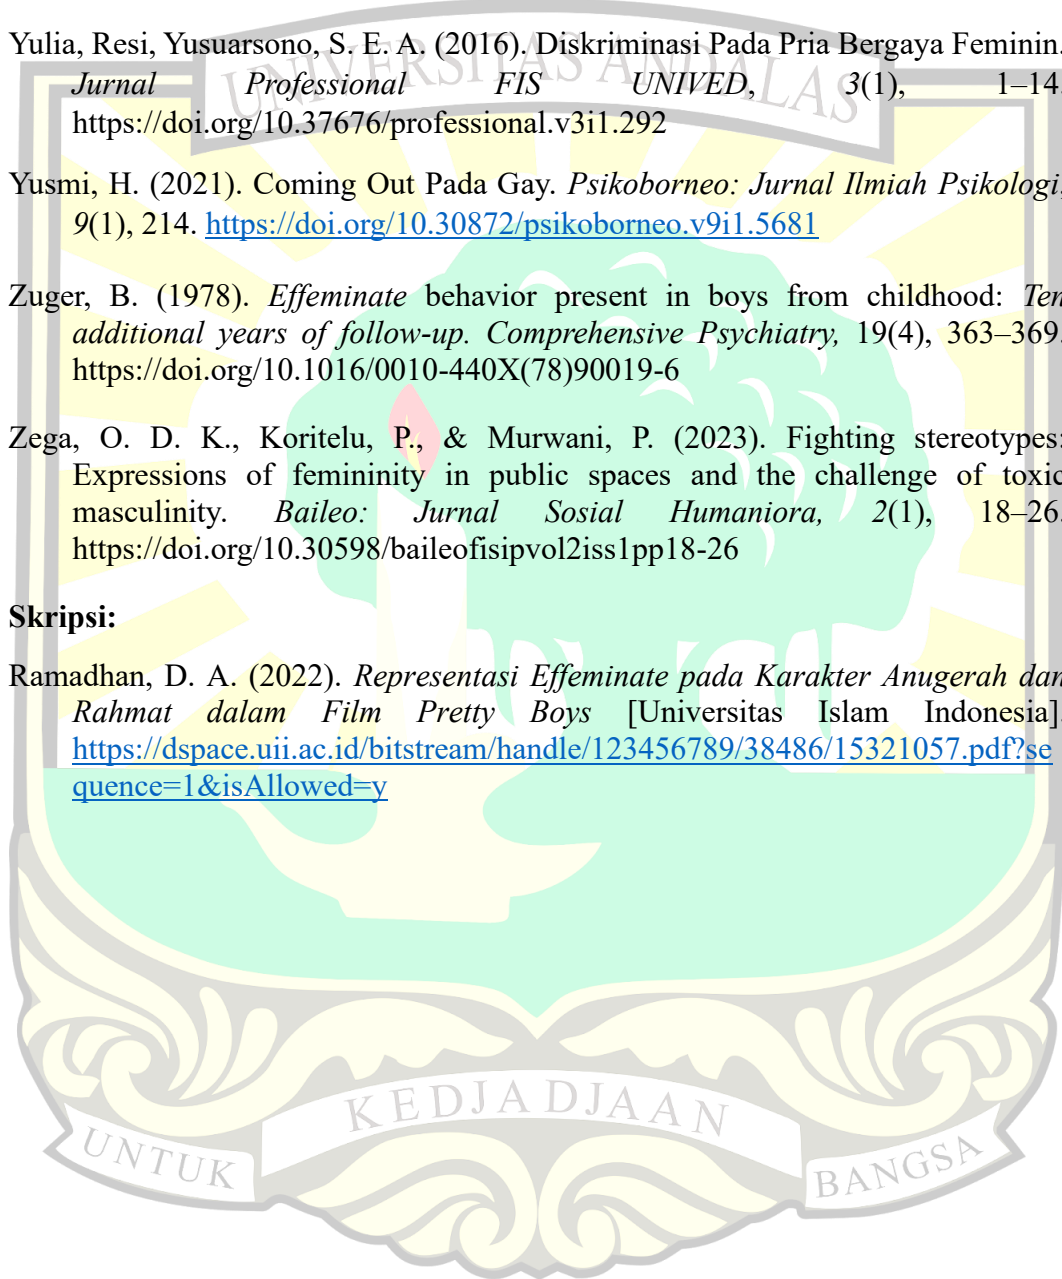 UNIVERSITAS ANDALAS
Yulia, Resi, Yusuarsono, S. E. A. (2016). Diskriminasi Pada Pria Bergaya Feminin.
Jurnal Professional FIS UNIVED, 3(1), 1–14.
https://doi.org/10.37676/professional.v3i1.292
Yusmi, H. (2021). Coming Out Pada Gay. Psikoborneo: Jurnal Ilmiah Psikologi,
9(1), 214. https://doi.org/10.30872/psikoborneo.v9i1.5681
Zuger, B. (1978). Effeminate behavior present in boys from childhood: Ten
additional years of follow-up. Comprehensive Psychiatry, 19(4), 363–369.
https://doi.org/10.1016/0010-440X(78)90019-6
Zega, O. D. K., Koritelu, P., & Murwani, P. (2023). Fighting stereotypes:
Expressions of femininity in public spaces and the challenge of toxic
masculinity. Baileo: Jurnal Sosial Humaniora, 2(1), 18–26.
https://doi.org/10.30598/baileofisipvol2iss1pp18-26
Skripsi:
Ramadhan, D. A. (2022). Representasi Effeminate pada Karakter Anugerah dan
Rahmat dalam Film Pretty Boys [Universitas Islam Indonesia].
https://dspace.uii.ac.id/bitstream/handle/123456789/38486/15321057.pdf?se
quence=1&isAllowed=y
UNTUK KEDJADJAAN BANGSA